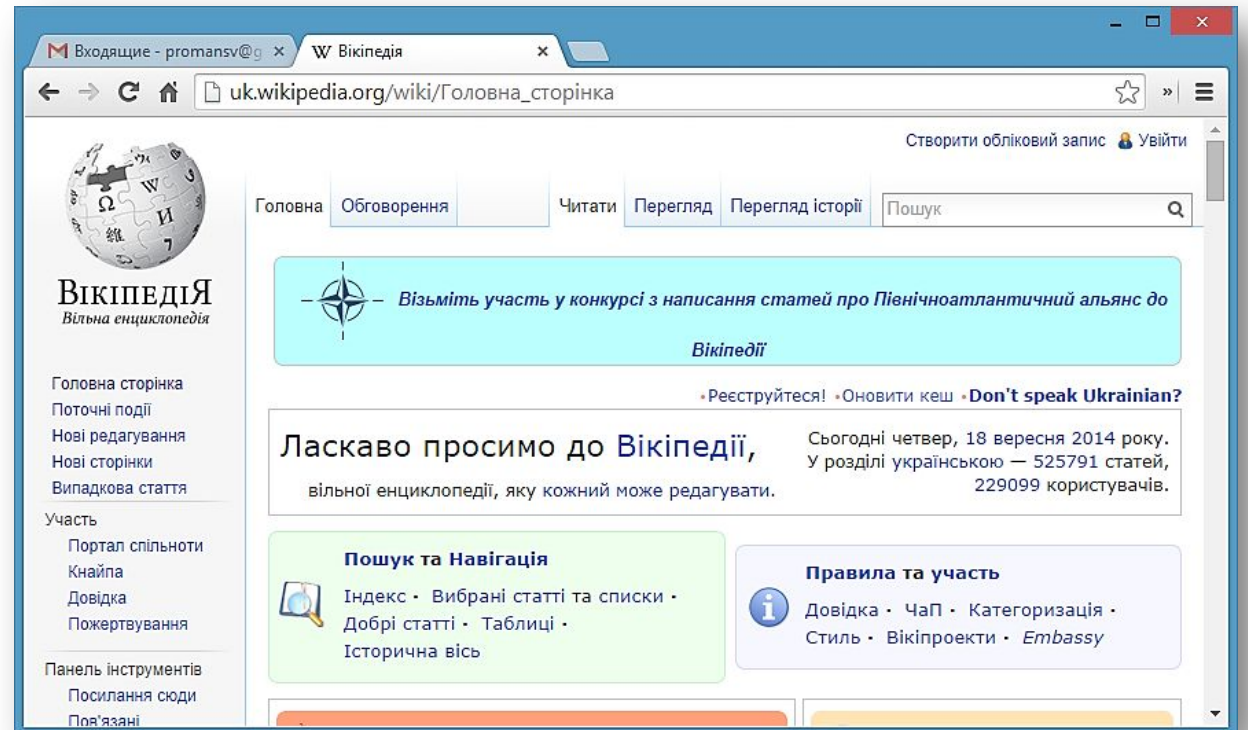 Входящие - promansv@g
Вікіпедія
uk.wikipedia.org/wiki/Головна_сторінка
Створити обліковий запис Увійти
Головна Обговорення Читати Перегляд Перегляд історії Пошук
ВІКІПЕДІЯ
Вільна енциклопедія
Візьміть участь у конкурсі з написання статей про Північноатлантичний альянс до
Вікіпедії
Головна сторінка
Поточні події
Нові редагування
Нові сторінки
Випадкова стаття
Участь
Портал спільноти
Кнайпа
Довідка
Пожертвування
Панель інструментів
Посилання сюди
Пов'язані
•Реєструйтеся! •Оновити кеш •Don't speak Ukrainian?
Ласкаво просимо до Вікіпедії,
вільної енциклопедії, яку кожний може редагувати.
Сьогодні четвер, 18 вересня 2014 року.
У розділі українською — 525791 статей,
229099 користувачів.
Пошук та Навігація
Індекс • Вибрані статті та списки •
Добрі статті • Таблиці •
Історична вісь
Правила та участь
Довідка • ЧаП • Категоризація •
Стиль • Вікіпроекти • Embassy